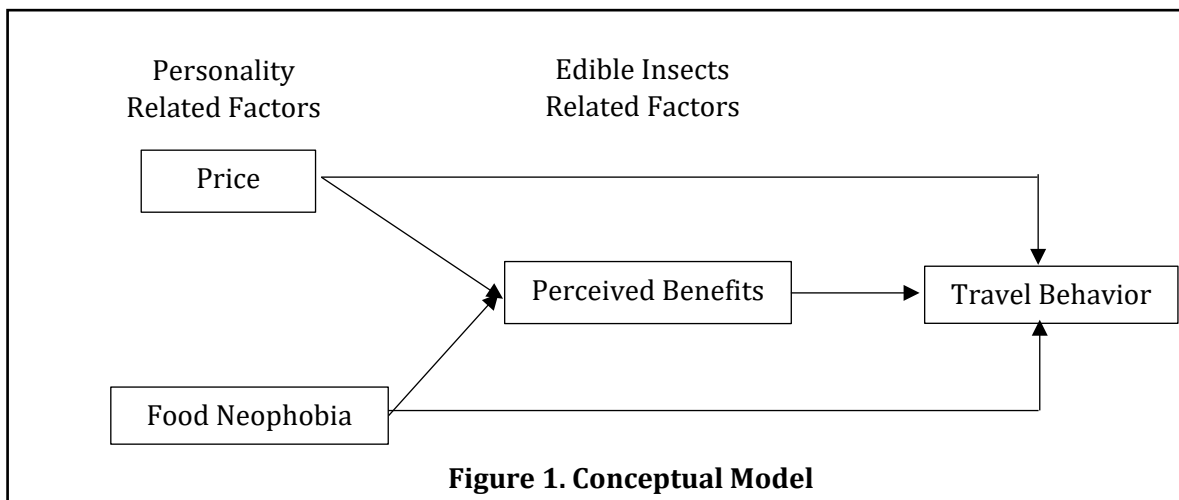 Personality
Related Factors
Edible Insects
Related Factors
Price
Perceived Benefits
Travel Behavior
Food Neophobia
Figure 1. Conceptual Model